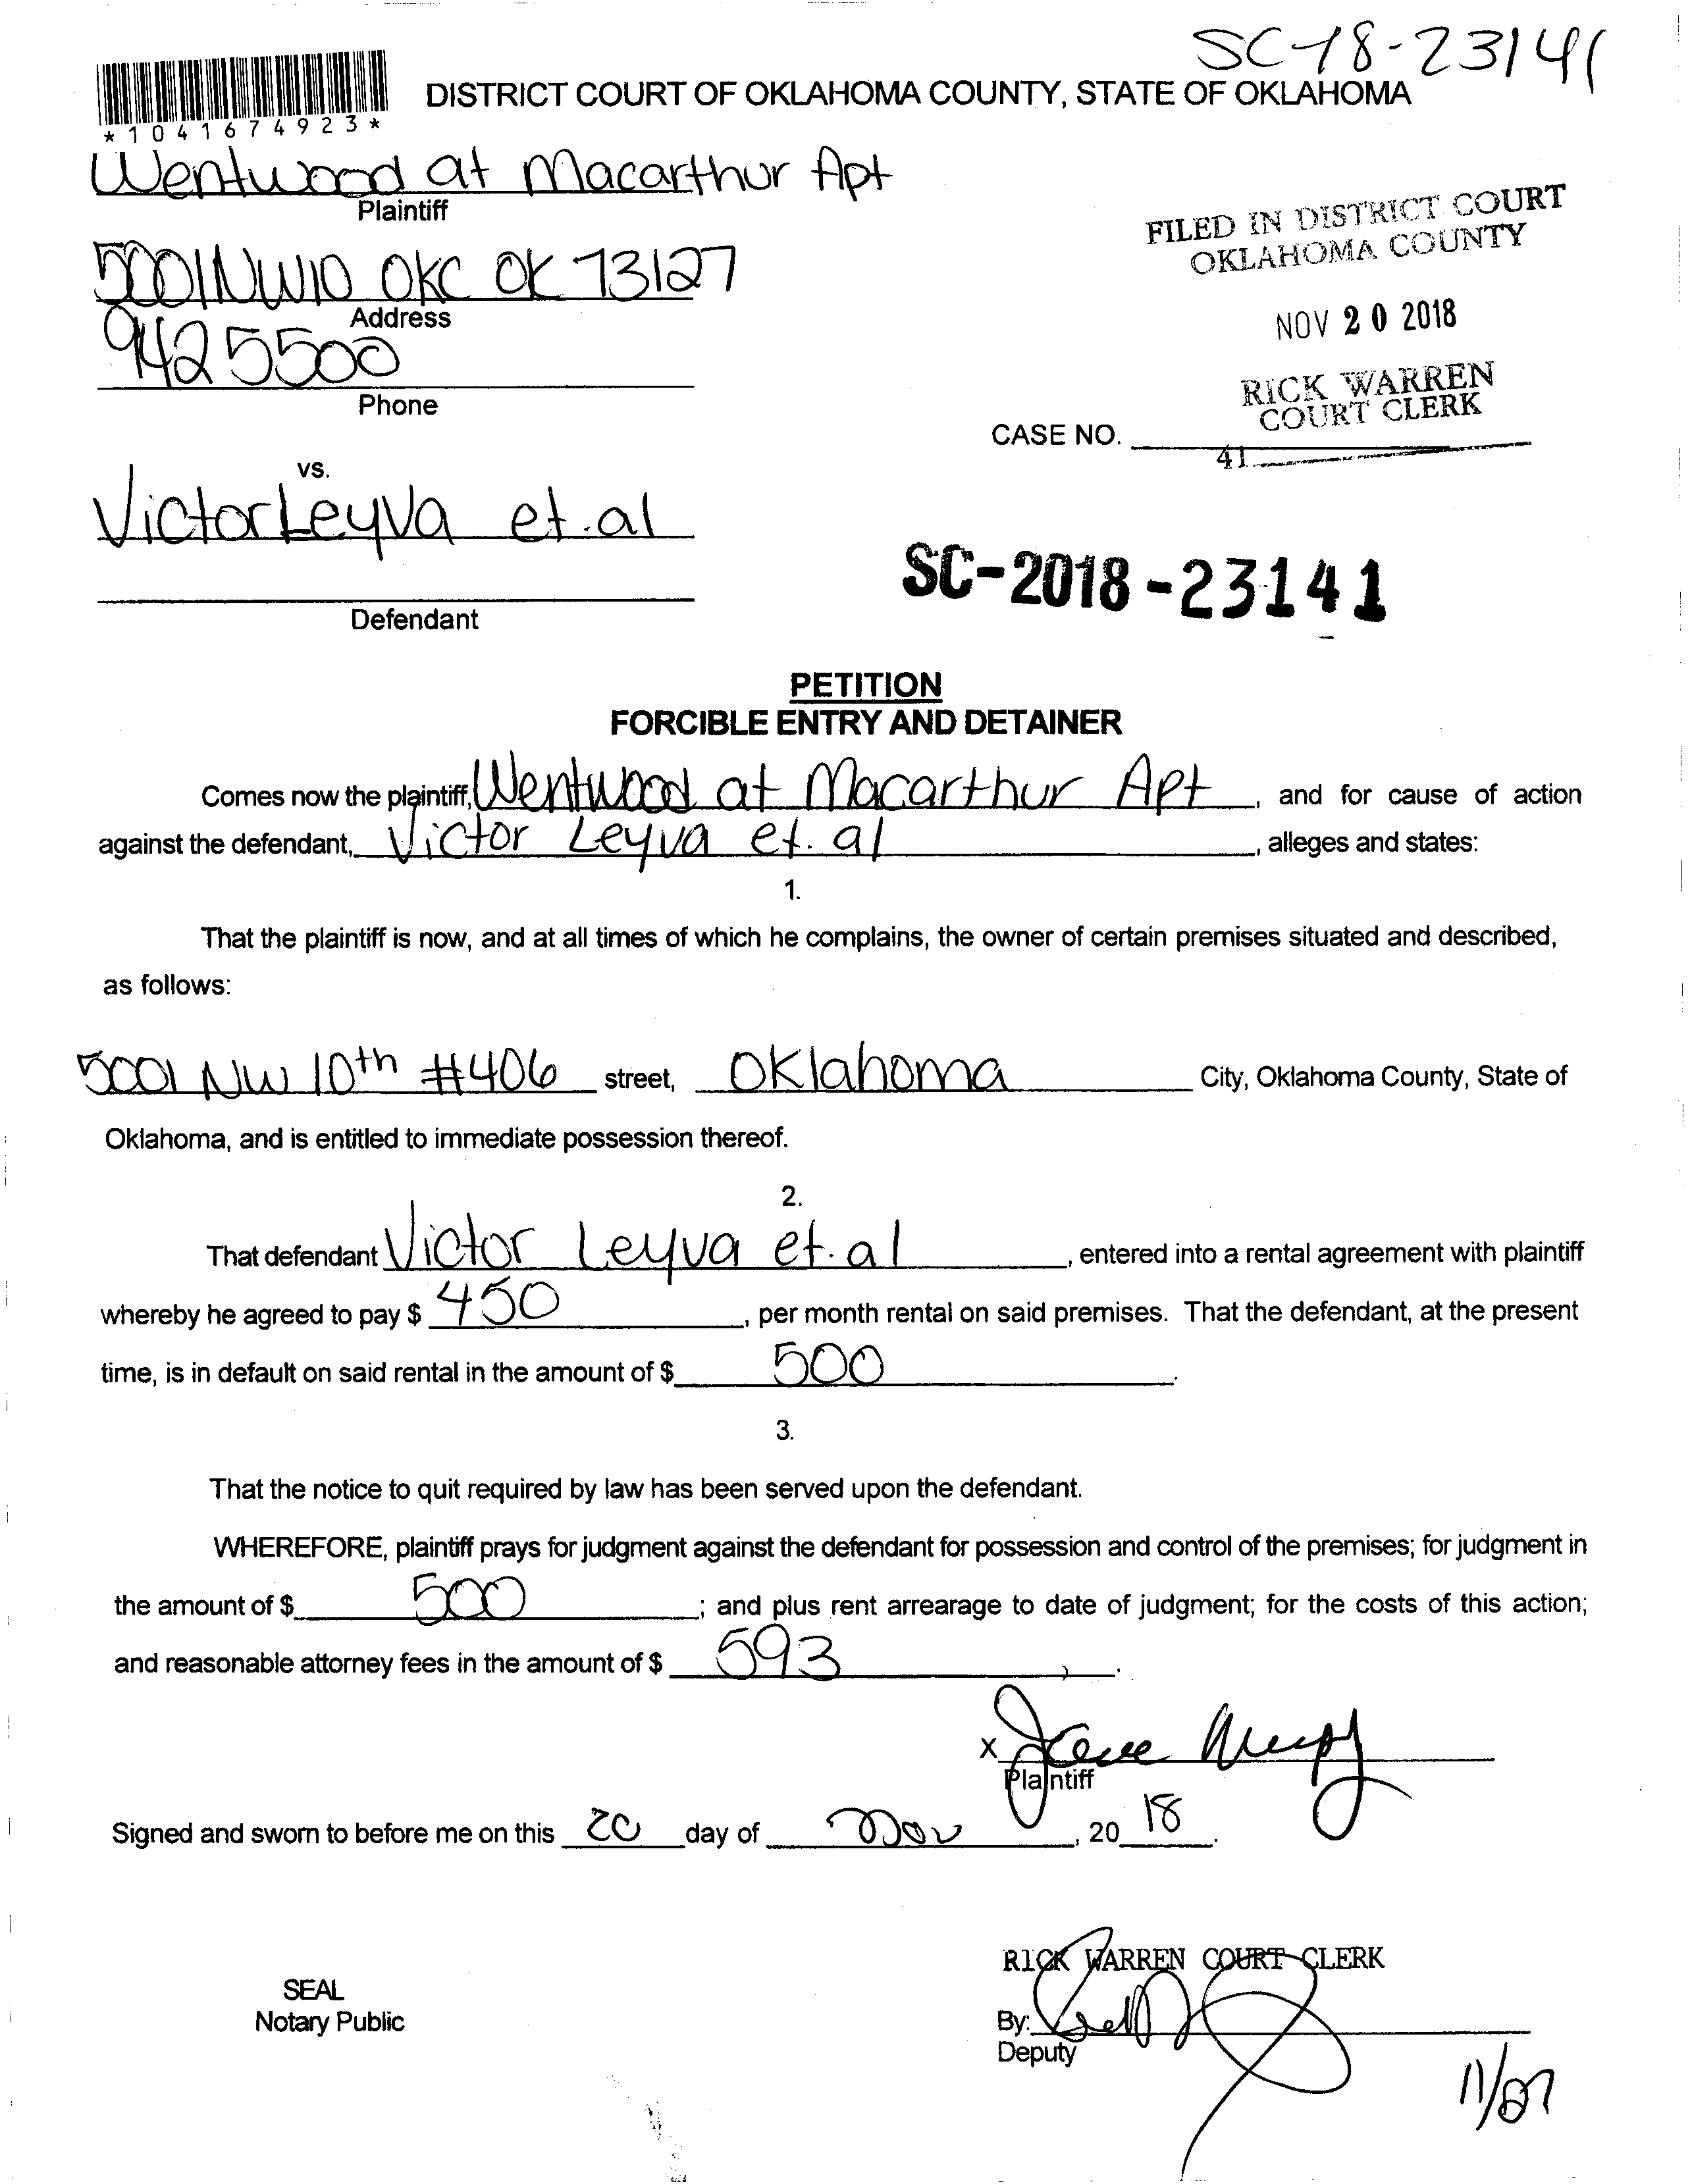 SC-18-23141
DISTRICT COURT OF OKLAHOMA COUNTY, STATE OF OKLAHOMA
*1041674923*
Wentwood at Macarthur Apt
Plaintiff
FILED IN DISTRICT COURT
OKLAHOMA COUNTY
5001 NW10 OKC OK 73127
Address
NOV 20 2018
9425500
Phone
RICK WARREN
COURT CLERK
CASE NO.
41
vs.
Victor Leyva et.al
SC-2018-23141
Defendant
PETITION
FORCIBLE ENTRY AND DETAINER
Comes now the plaintiff, Wentwood at Macarthur Apt, and for cause of action
against the defendant, Victor Leyva et. al, alleges and states:
1.
That the plaintiff is now, and at all times of which he complains, the owner of certain premises situated and described,
as follows:
5001 NW 10th #406 street, Oklahoma City, Oklahoma County, State of
Oklahoma, and is entitled to immediate possession thereof.
2.
That defendant Victor Leyva et. al, entered into a rental agreement with plaintiff
whereby he agreed to pay $ 450, per month rental on said premises. That the defendant, at the present
time, is in default on said rental in the amount of $ 500.
3.
That the notice to quit required by law has been served upon the defendant.
WHEREFORE, plaintiff prays for judgment against the defendant for possession and control of the premises; for judgment in
the amount of $ 500; and plus rent arrearage to date of judgment; for the costs of this action;
and reasonable attorney fees in the amount of $ 593.
X
Plaintiff
Signed and sworn to before me on this 20 day of Nov, 2018.
RICK WARREN COURT CLERK
SEAL
Notary Public
By:
Deputy
11/27